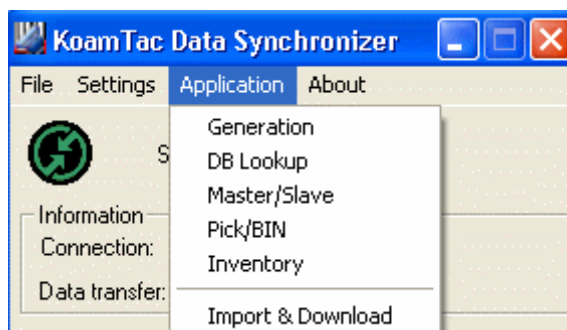 KoamTac Data Synchronizer
File Settings Application About
Generation
S
DB Lookup
Master/Slave
Information
Pick/BIN
Connection:
Inventory
Data transfer:
Import & Download